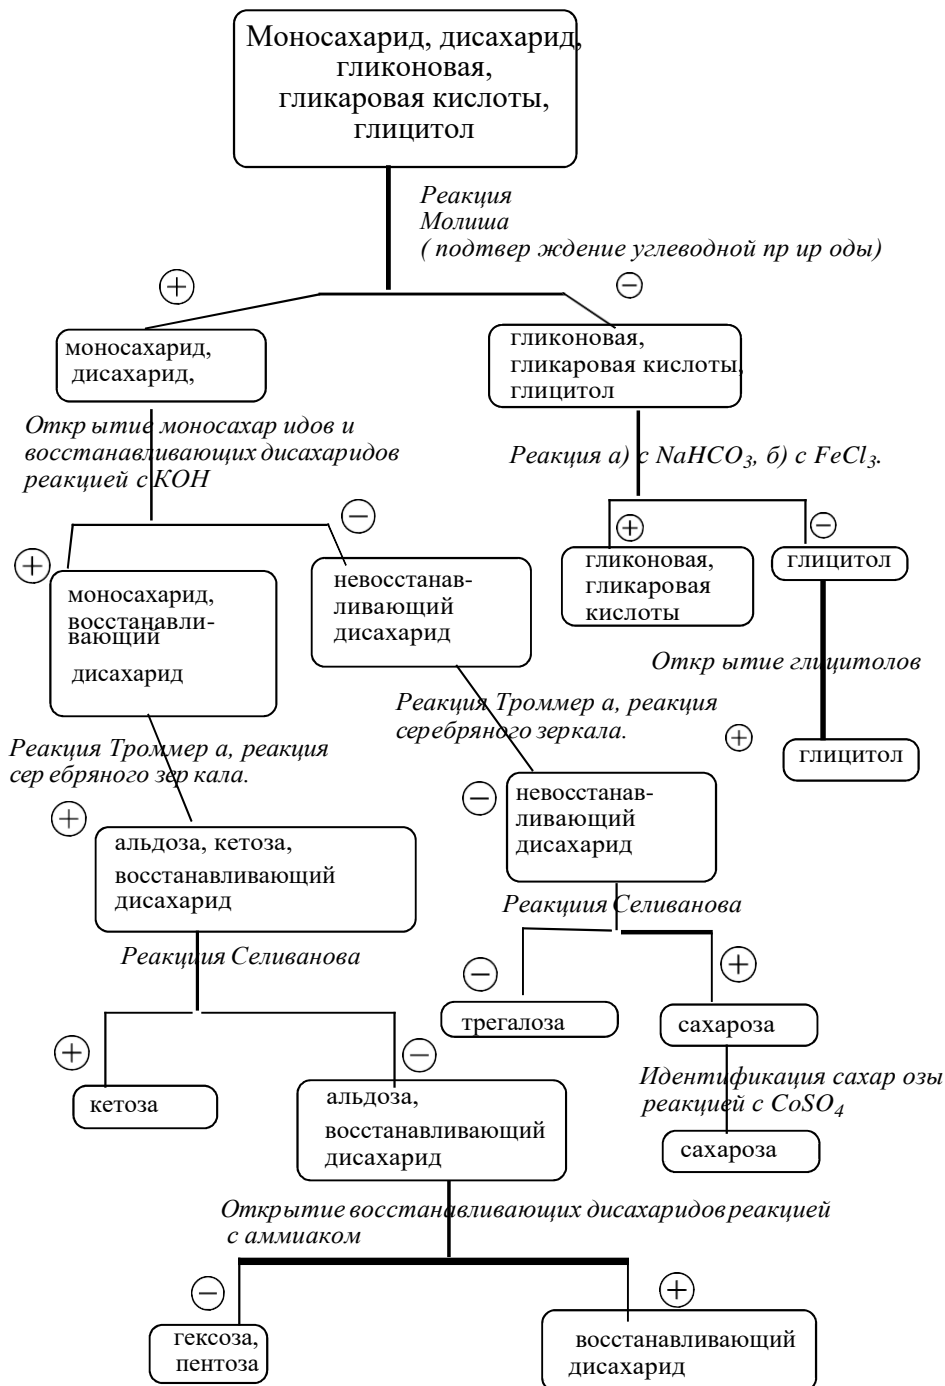 Моносахарид, дисахарид,
гликоновая,
гликаровая кислоты,
глицитол
Реакция
Молиша
( подтвер ждение углеводной пр ир оды)
+
−
моносахарид,
дисахарид,
гликоновая,
гликаровая кислоты,
глицитол
Откр ытие моносахар идов и
восстанавливающих дисахаридов
реакцией с КОН
Реакция а) с NaHCO3, б) с FeCl3.
+
−
+
−
моносахарид,
восстанавли-
вающий
дисахарид
невосстанав-
ливающий
дисахарид
гликоновая,
гликаровая
кислоты
глицитол
Откр ытие глицитолов
+
глицитол
Реакция Троммер а, реакция
сер ебряного зер кала.
Реакция Троммер а, реакция
серебряного зеркала.
+
−
альдоза, кетоза,
восстанавливающий
дисахарид
невосстанав-
ливающий
дисахарид
Реакциия Селиванова
Реакциия Селиванова
−
+
трегалоза
сахароза
+
−
кетоза
альдоза,
восстанавливающий
дисахарид
Идентификация сахар озы
реакцией с CoSO4
сахароза
Открытие восстанавливающих дисахаридов реакцией
с аммиаком
−
+
гексоза,
пентоза
восстанавливающий
дисахарид